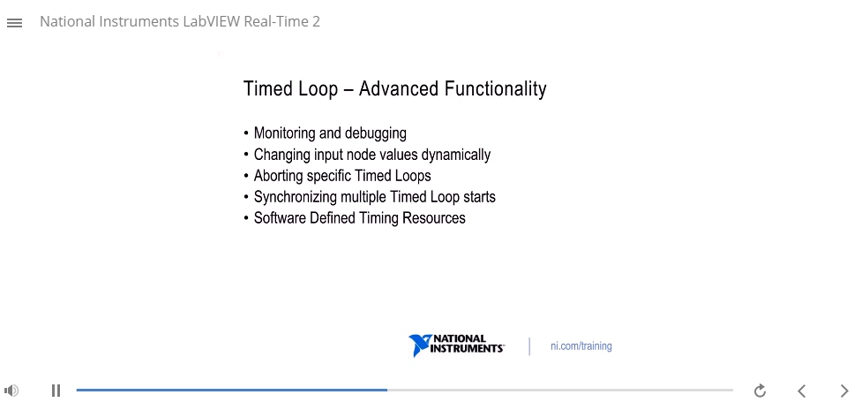 National Instruments LabVIEW Real-Time 2
Timed Loop – Advanced Functionality
• Monitoring and debugging
• Changing input node values dynamically
• Aborting specific Timed Loops
• Synchronizing multiple Timed Loop starts
• Software Defined Timing Resources
NATIONAL
INSTRUMENTS
ni.com/training